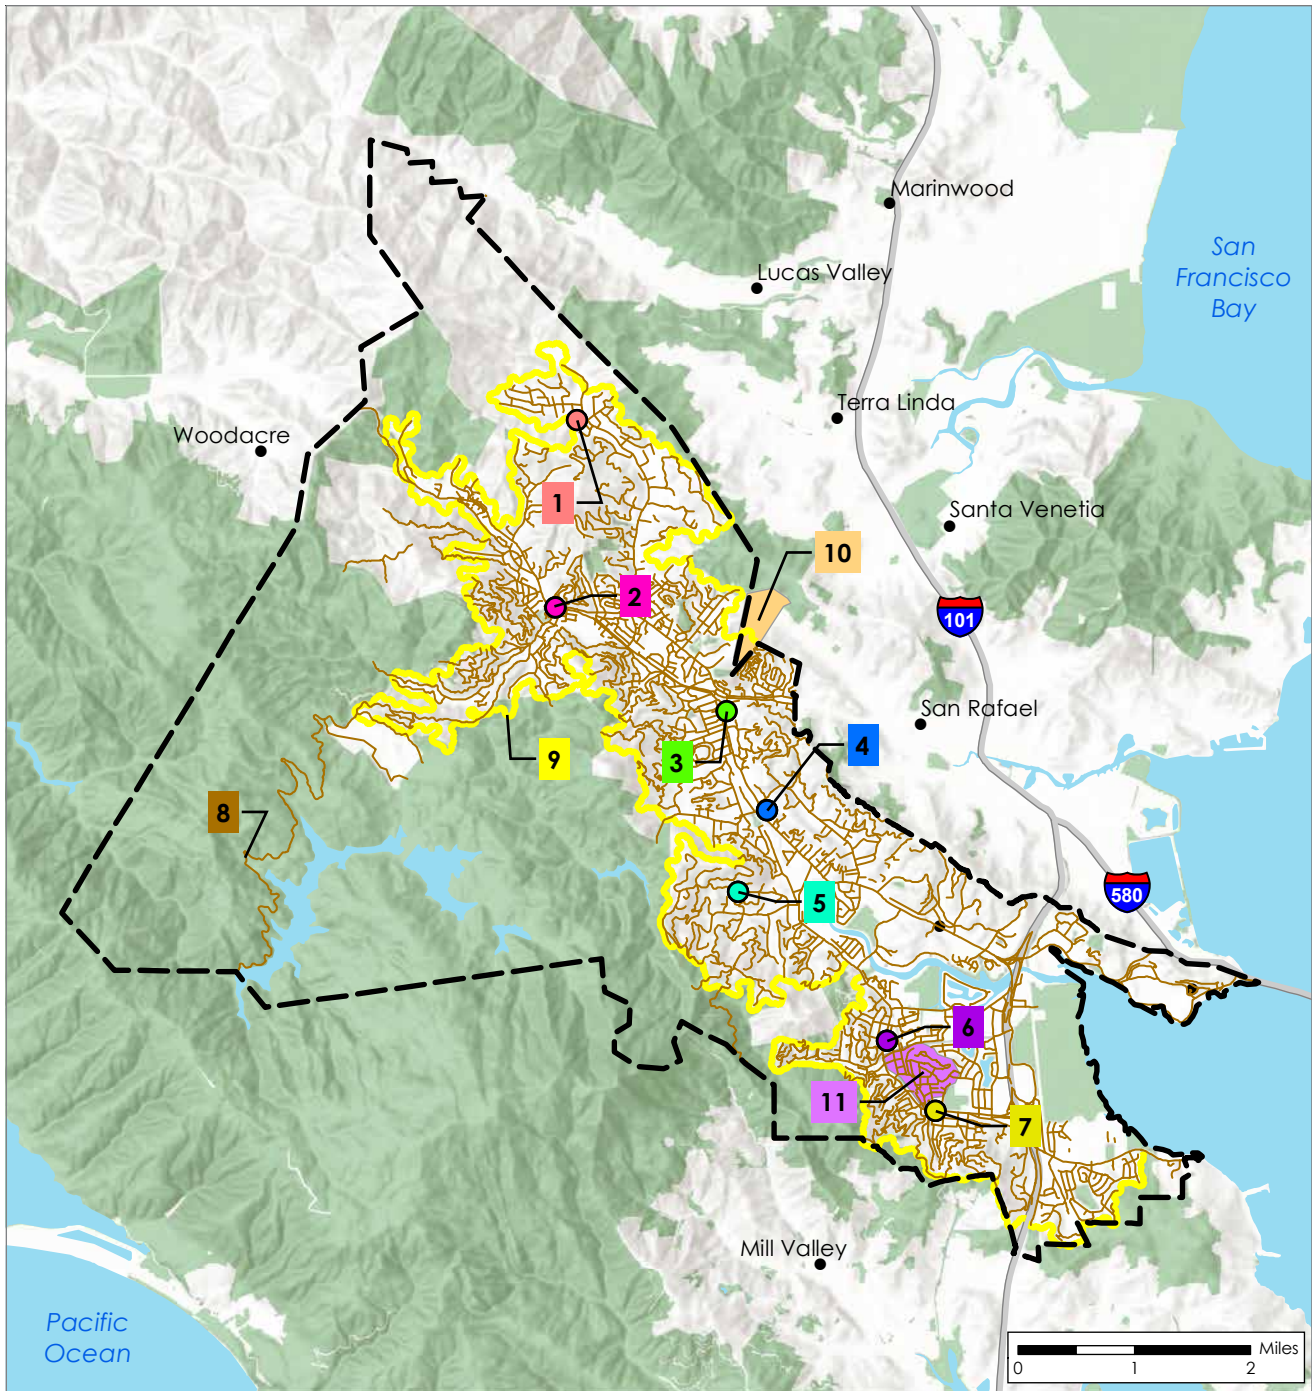 Marinwood
San
Francisco
Bay
Lucas Valley
Terra Linda
Woodacre
1
Santa Venetia
10
2
101
San Rafael
4
9
3
8
580
5
6
11
7
Mill Valley
Pacific
Ocean
Miles
0
1
2